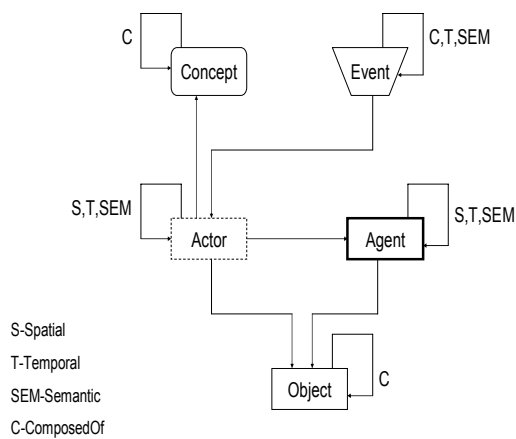 C
C,T,SEM
Concept
Event
S,T,SEM
S,T,SEM
Actor
Agent
S-Spatial
T-Temporal
SEM-Semantic
C-ComposedOf
Object
C